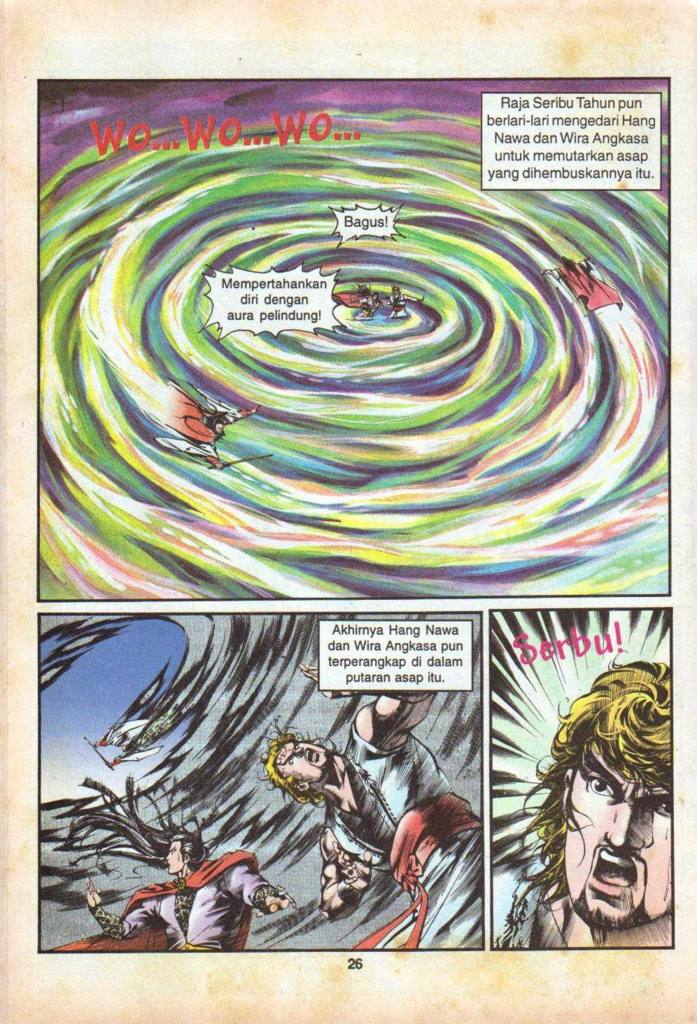 Wo...Wo...Wo...
Raja Seribu Tahun pun
berlari-lari mengedari Hang
Nawa dan Wira Angkasa
untuk memutarkan asap
yang dihembuskannya itu.
Bagus!
Mempertahankan
diri dengan
aura pelindung!
Akhirnya Hang Nawa
dan Wira Angkasa pun
terperangkap di dalam
putaran asap itu.
Serbu!
26